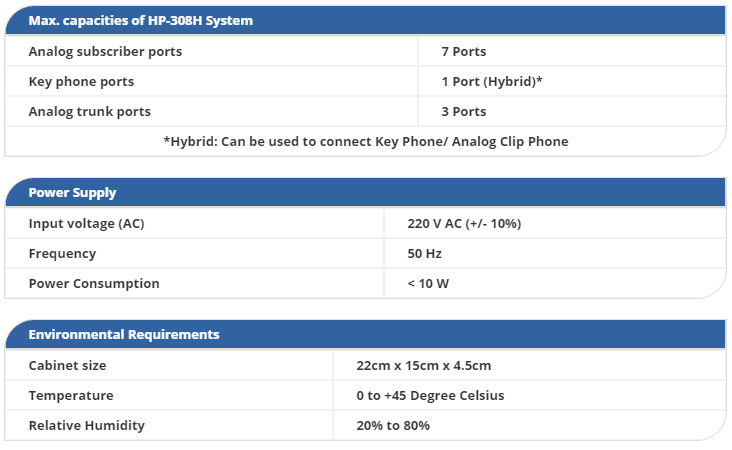 Max. capacities of HP-308H System
Analog subscriber ports 7 Ports
Key phone ports 1 Port (Hybrid)*
Analog trunk ports 3 Ports
*Hybrid: Can be used to connect Key Phone/ Analog Clip Phone
Power Supply
Input voltage (AC) 220 V AC (+/- 10%)
Frequency 50 Hz
Power Consumption < 10 W
Environmental Requirements
Cabinet size 22cm x 15cm x 4.5cm
Temperature 0 to +45 Degree Celsius
Relative Humidity 20% to 80%